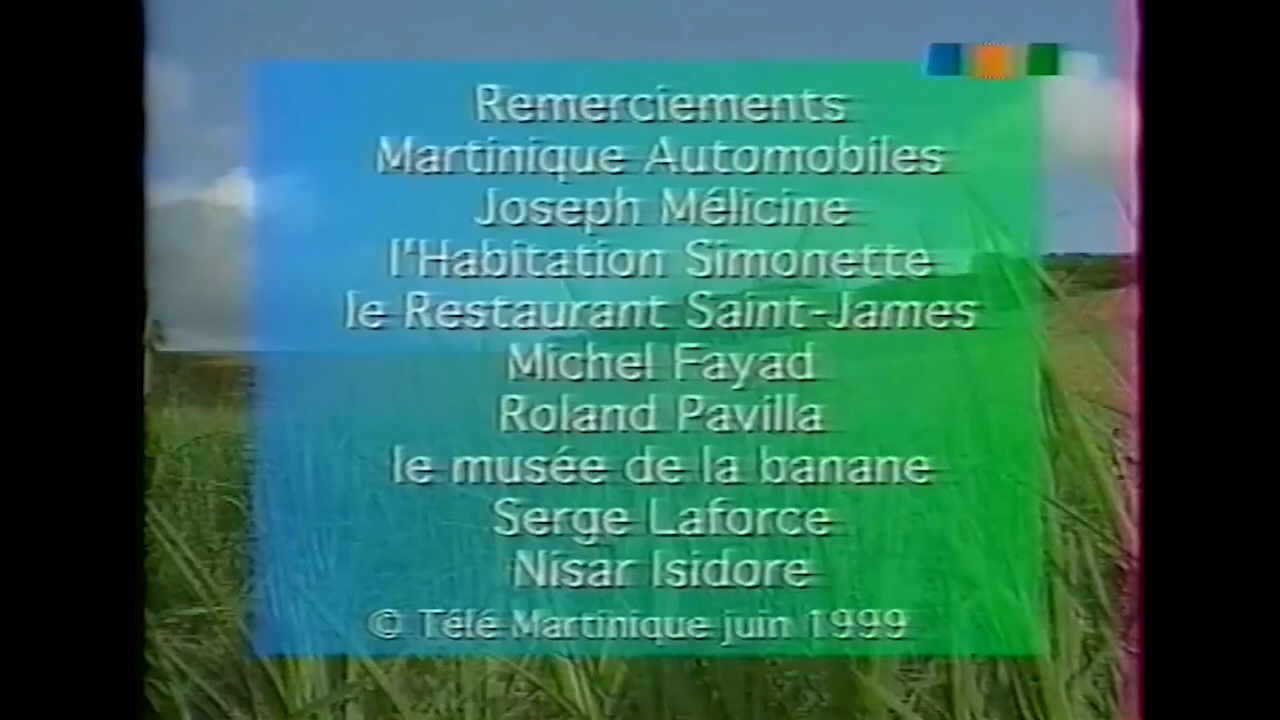 Remerciements
Martinique Automobiles
Joseph Mélicine
l'Habitation Simonette
le Restaurant Saint-James
Michel Fayad
Roland Pavilla
le musée de la banane
Serge Laforce
Nisar Isidore
© Télé Martinique juin 1999